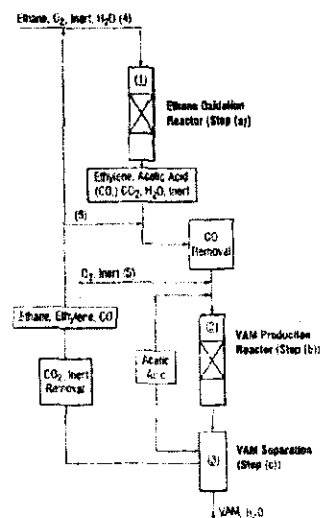 Ethane, O2, Inert, H2O (4)
(1)
Ethane Oxidation
Reactor (Step (a))
Ethylene, Acetic Acid
(CO,) CO2, H2O, Inert
(6)
CO
Removal
O2, Inert (5)
Ethane, Ethylene, CO
(2)
VAM Production
Reactor (Step (b))
CO2, Inert
Removal
Acetic
Acid
(3)
VAM Separation
(Step (c))
VAM, H2O